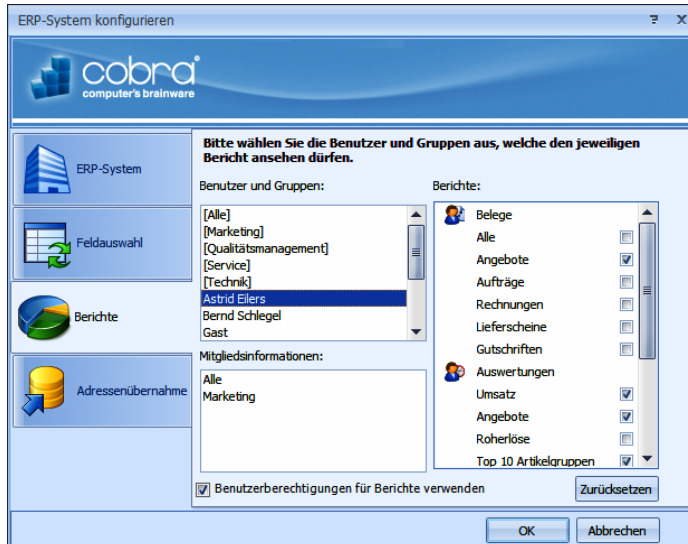 ERP-System konfigurieren
cobra
computer's brainware
ERP-System
Feldauswahl
Berichte
Adressenübernahme
Bitte wählen Sie die Benutzer und Gruppen aus, welche den jeweiligen
Bericht ansehen dürfen.
Benutzer und Gruppen:
[Alle]
[Marketing]
[Qualitätsmanagement]
[Service]
[Technik]
Astrid Eilers
Bernd Schlegel
Gast
Mitgliedsinformationen:
Alle
Marketing
Berichte:
Belege
Alle
Angebote
Aufträge
Rechnungen
Lieferscheine
Gutschriften
Auswertungen
Umsatz
Angebote
Roherlöse
Top 10 Artikelgruppen
Benutzerberechtigungen für Berichte verwenden
Zurücksetzen
OK
Abbrechen